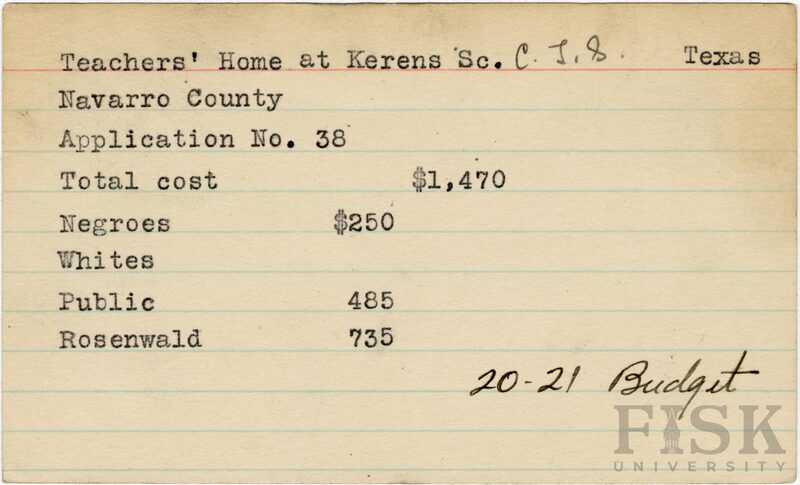 Teachers' Home at Kerens Sc. C. T. S. Texas
Navarro County
Application No. 38
Total cost $1,470
Negroes $250
Whites
Public 485
Rosenwald 735
20-21 Budget
FISK
UNIVERSITY